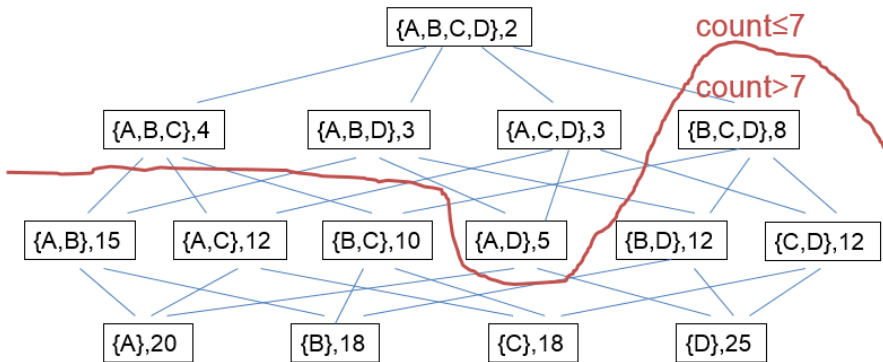 {A,B,C,D},2
count≤7
count>7
{A,B,C},4
{A,B,D},3
{A,C,D},3
{B,C,D},8
{A,B},15
{A,C},12
{B,C},10
{A,D},5
{B,D},12
{C,D},12
{A},20
{B},18
{C},18
{D},25